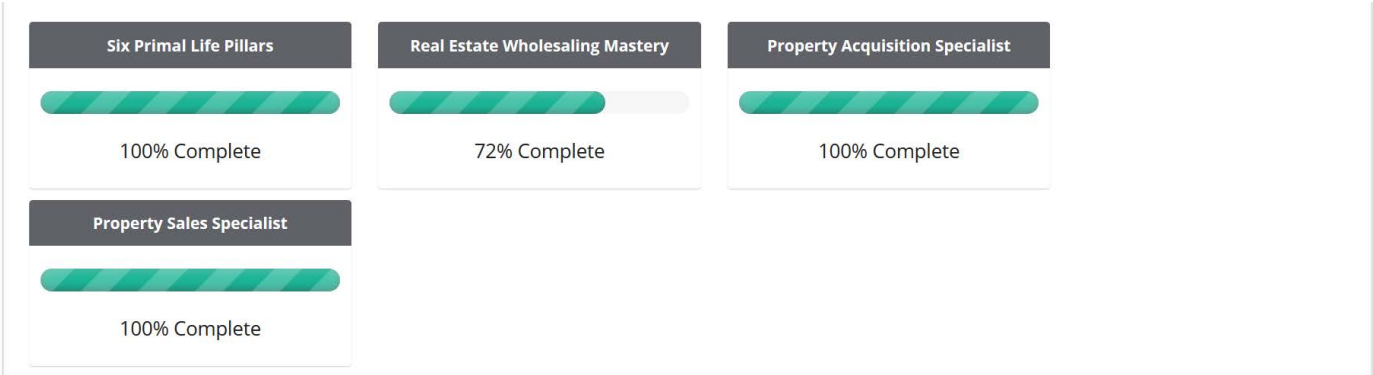 Six Primal Life Pillars
100% Complete
Real Estate Wholesaling Mastery
72% Complete
Property Acquisition Specialist
100% Complete
Property Sales Specialist
100% Complete